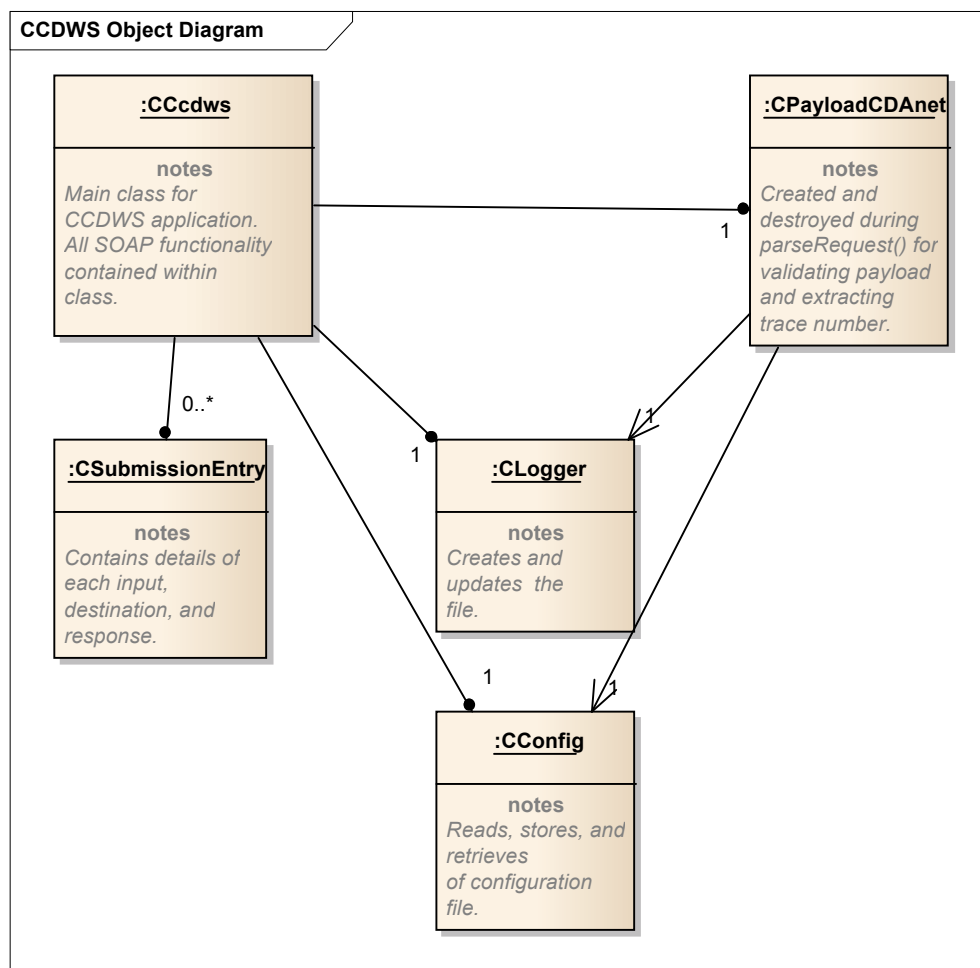 CCDWS Object Diagram
:CCcdws
notes
Main class for
CCDWS application.
All SOAP functionality
contained within
class.
:CPayloadCDAnet
notes
Created and
destroyed during
parseRequest() for
validating payload
and extracting
trace number.
1
0..*
1
1
:CSubmissionEntry
notes
Contains details of
each input,
destination, and
response.
:CLogger
notes
Creates and
updates the
file.
1
1
:CConfig
notes
Reads, stores, and
retrieves
of configuration
file.